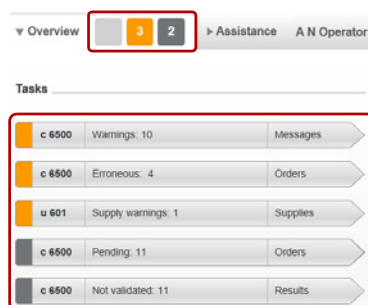 ▼ Overview 3 2 ▶ Assistance A N Operator
Tasks
c 6500 Warnings: 10 Messages
c 6500 Erroneous: 4 Orders
u 601 Supply warnings: 1 Supplies
c 6500 Pending: 11 Orders
c 6500 Not validated: 11 Results